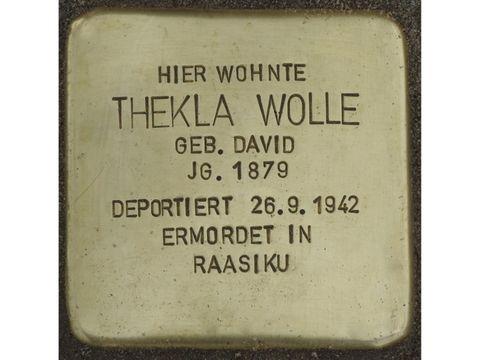 HIER WOHNTE
THEKLA WOLLE
GEB. DAVID
JG. 1879
DEPORTIERT 26.9.1942
ERMORDET IN
RAASIKU